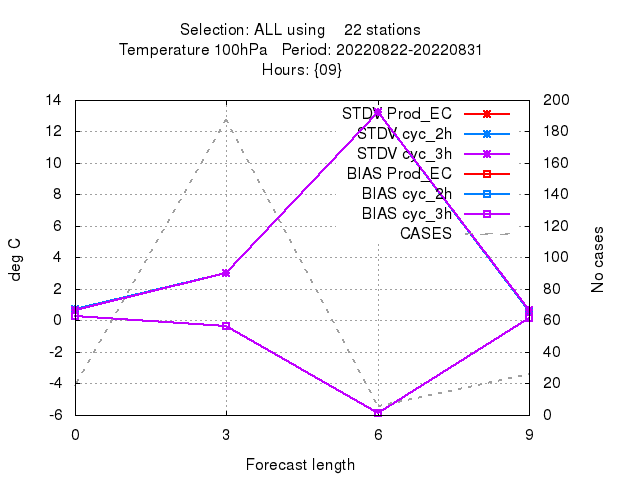 Selection: ALL using    22 stations
Temperature 100hPa   Period: 20220822-20220831
Hours: {09}
14 200
12 180
10 160
8 140
6 120
4 100
2 80
0 60
-2 40
-4 20
-6 0
STDV Prod_EC
STDV cyc_2h
STDV cyc_3h
BIAS Prod_EC
BIAS cyc_2h
BIAS cyc_3h
CASES
deg C
No cases
0 3 6 9
Forecast length